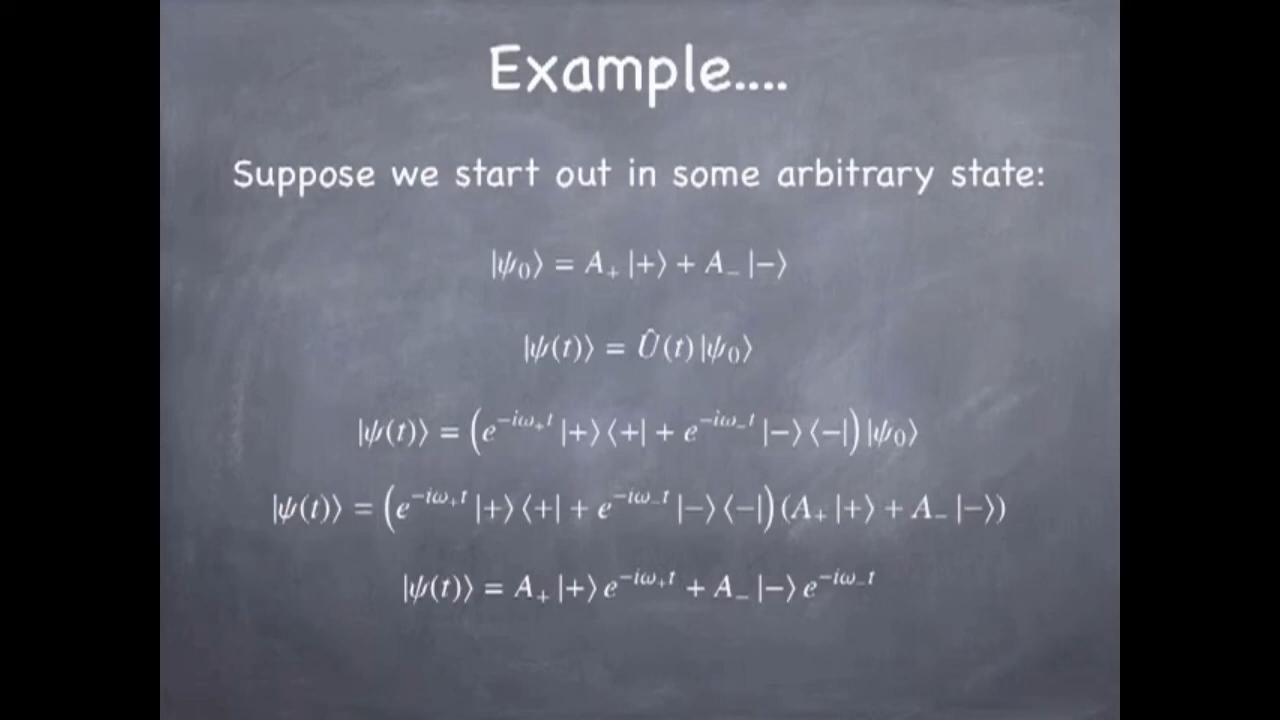 Example....
Suppose we start out in some arbitrary state:
|ψ₀⟩ = A₊ |+⟩ + A₋ |−⟩
|ψ(t)⟩ = Û(t) |ψ₀⟩
|ψ(t)⟩ = (e^{−iω₊t} |+⟩ ⟨+| + e^{−iω₋t} |−⟩ ⟨−|) |ψ₀⟩
|ψ(t)⟩ = (e^{−iω₊t} |+⟩ ⟨+| + e^{−iω₋t} |−⟩ ⟨−|) (A₊ |+⟩ + A₋ |−⟩)
|ψ(t)⟩ = A₊ |+⟩ e^{−iω₊t} + A₋ |−⟩ e^{−iω₋t}